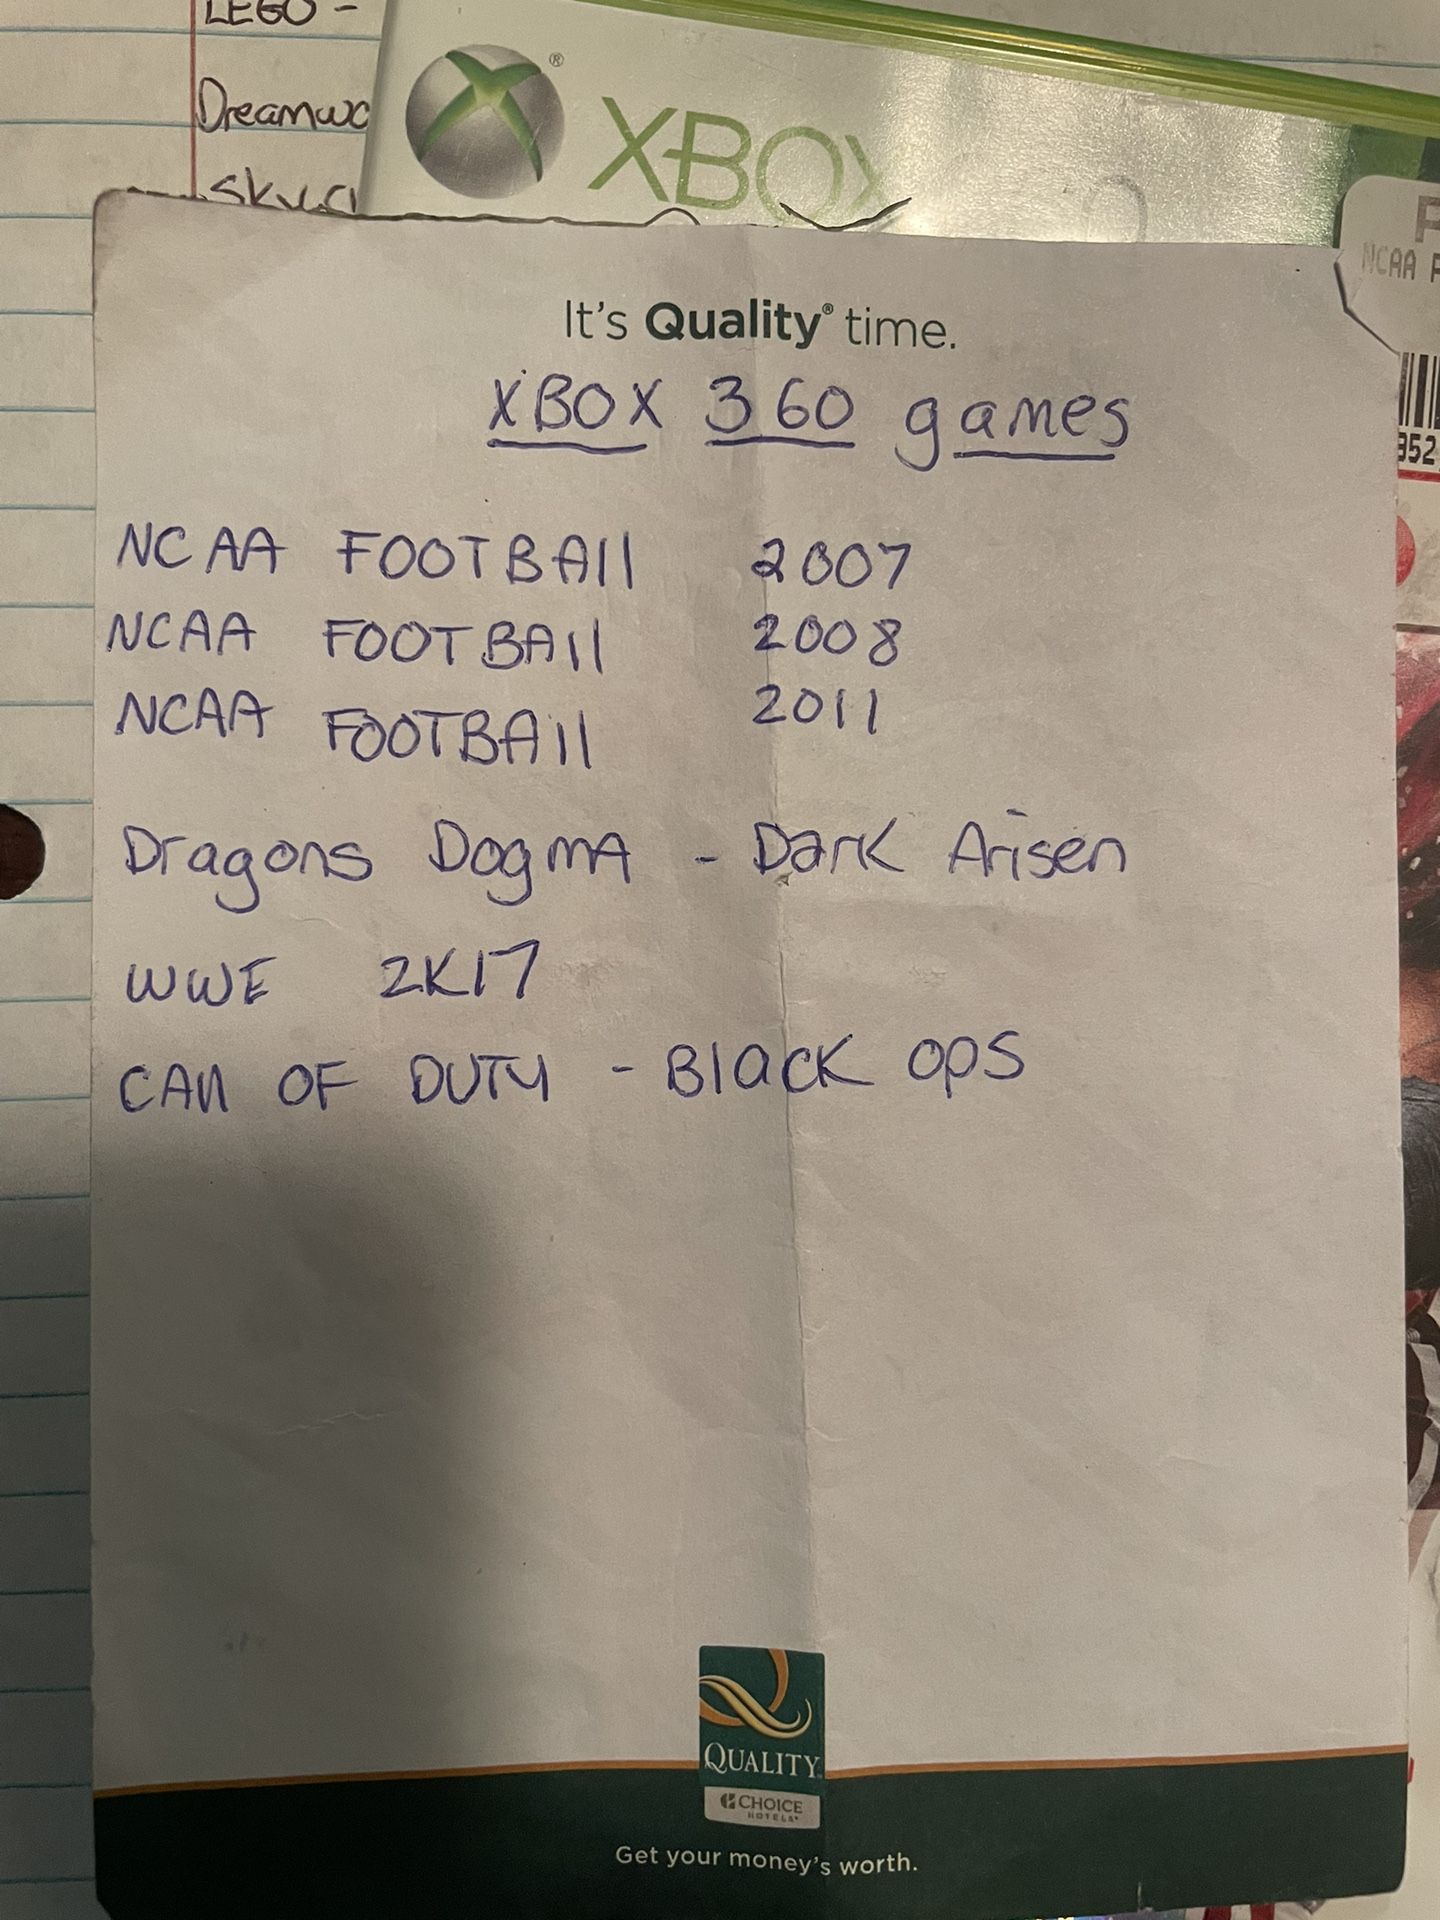 LEGO -
Dreamwo
XBOX
NCAA F
It's Quality® time.
XBOX 360 games
952
NCAA FOOTBAll 2007
NCAA FOOTBAll 2008
NCAA FOOTBAll 2011
Dragons DogmA - Dark Arisen
WWE 2K17
CAll OF DUTY - Black OPS
QUALITY
CHOICE
HOTELS®
Get your money's worth.